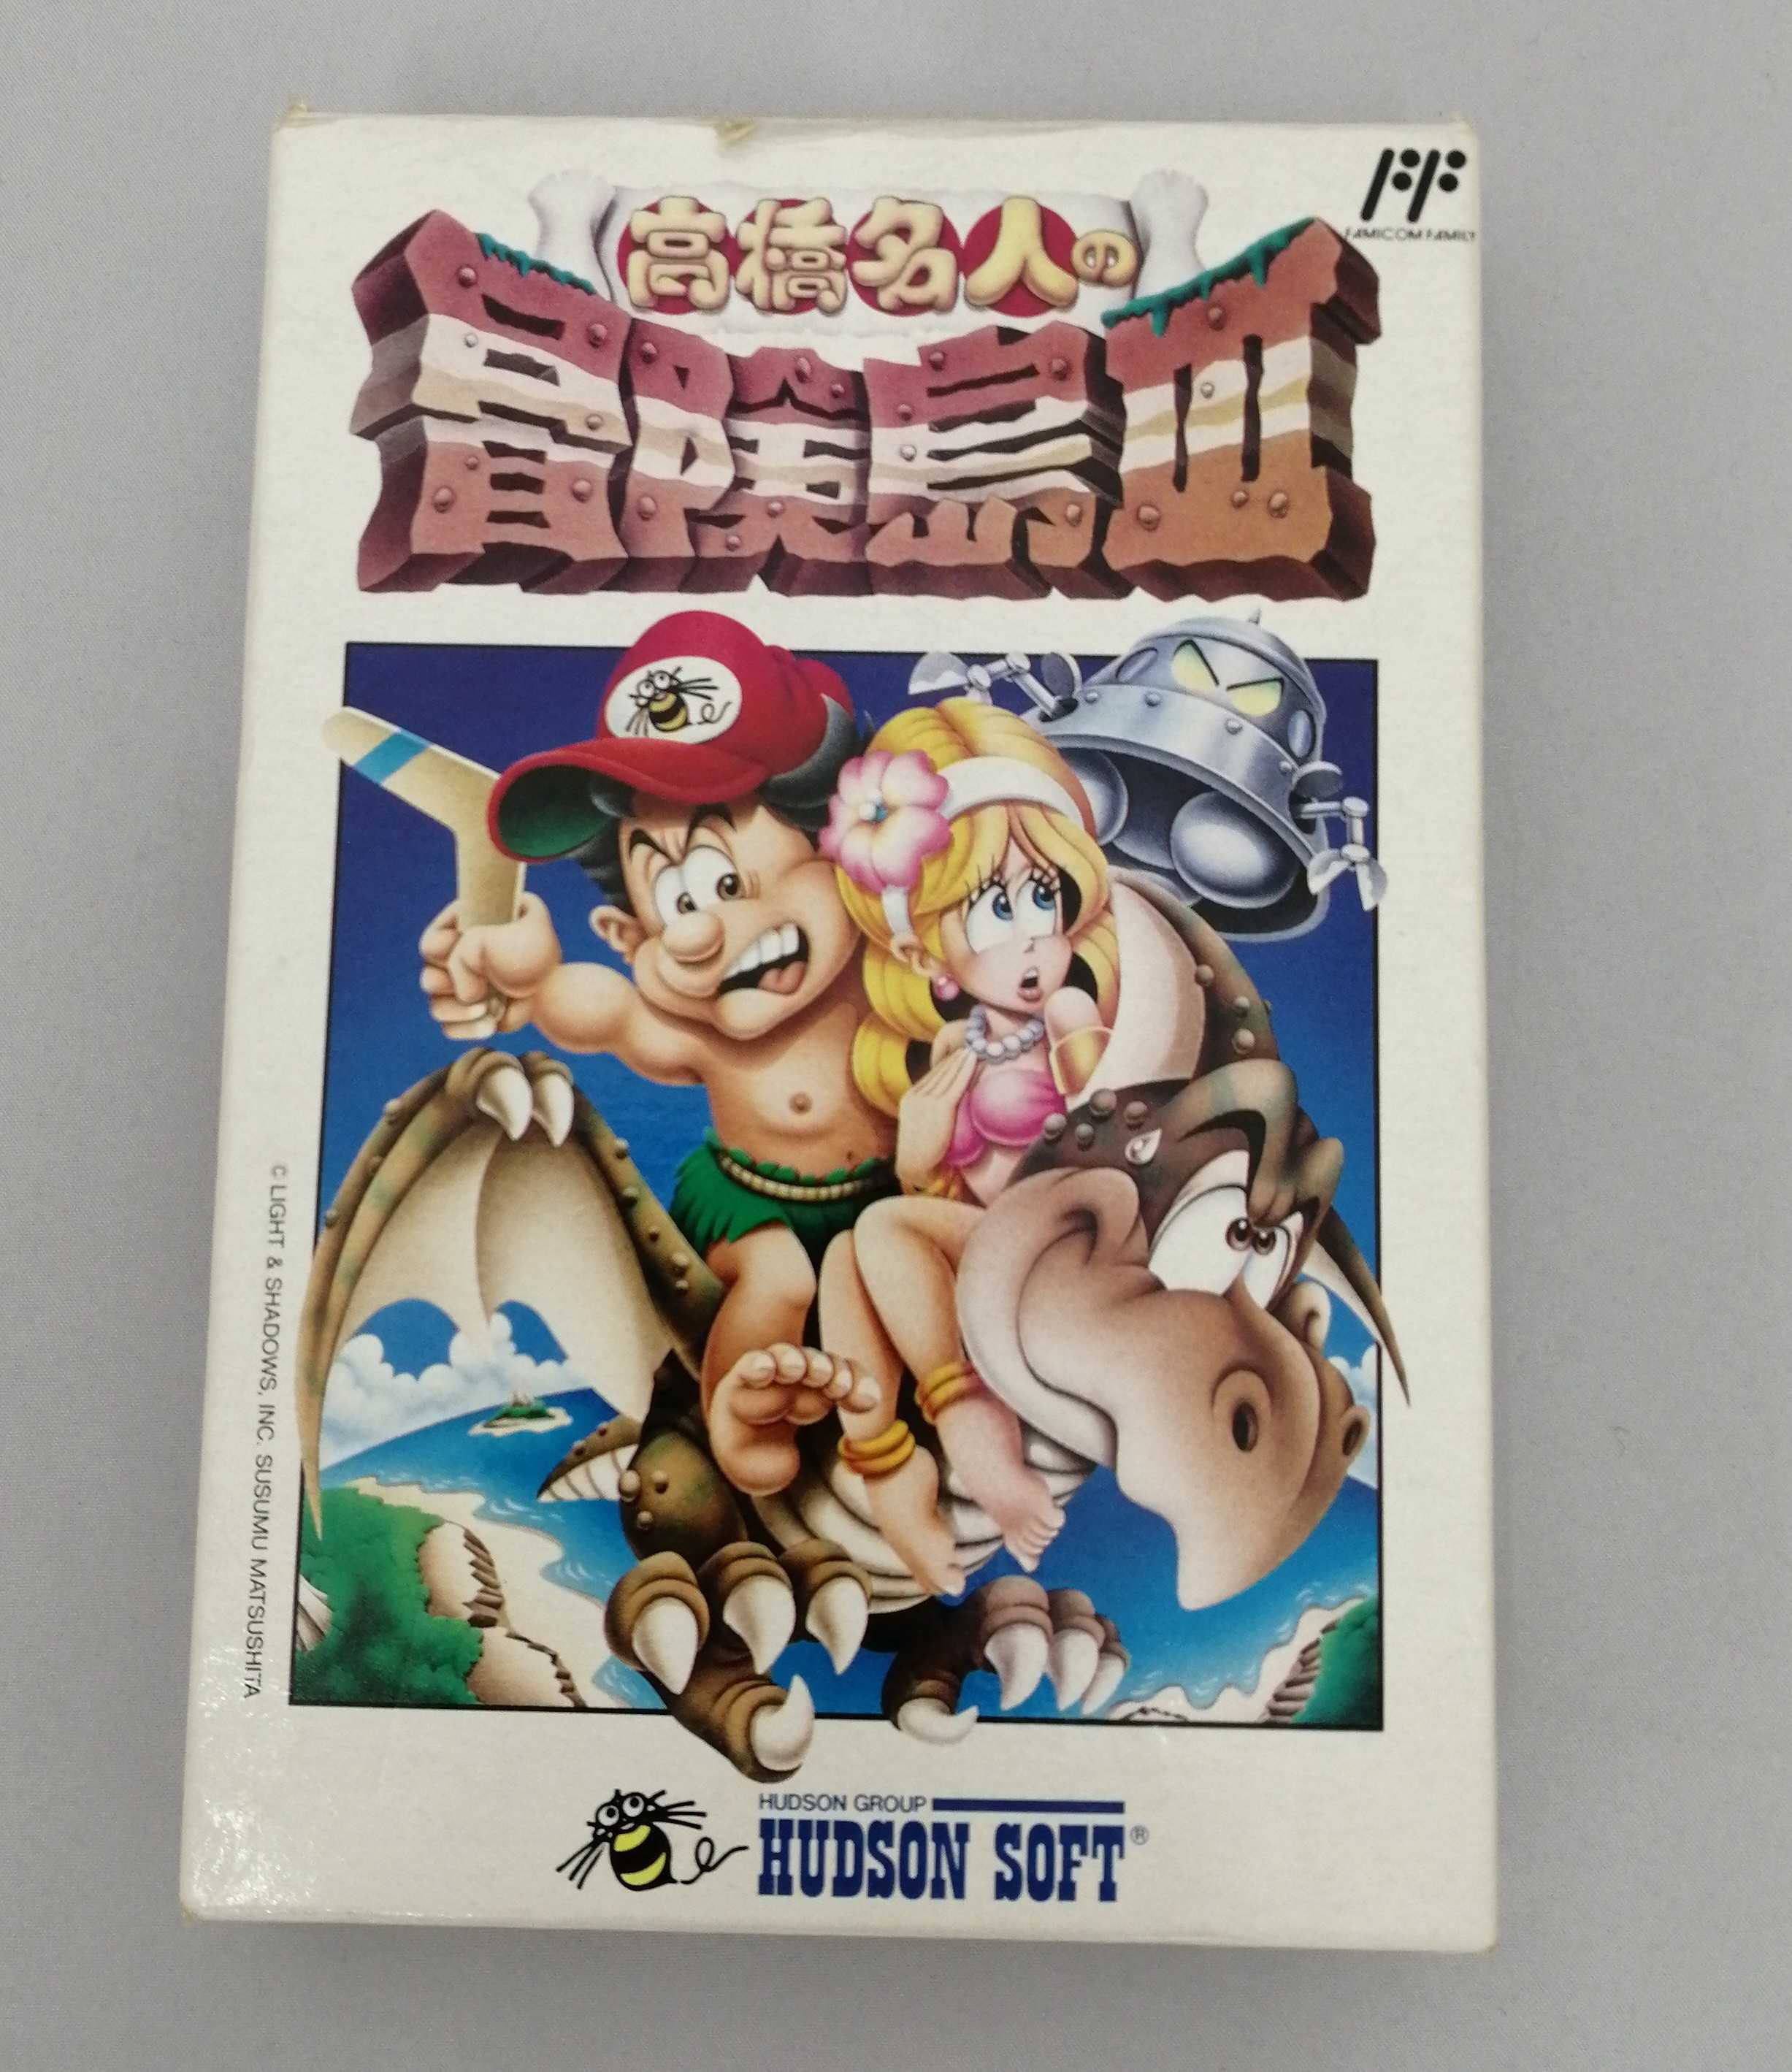 FAMICOM FAMILY
高橋名人の
冒険島Ⅲ
© LIGHT & SHADOWS, INC. SUSUMU MATSUSHITA
HUDSON GROUP
HUDSON SOFT®